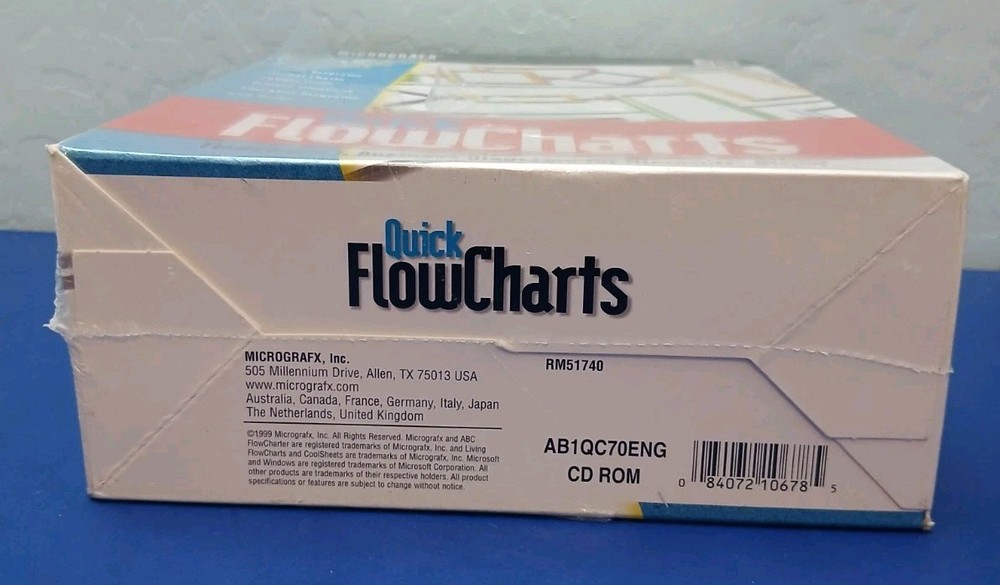 MICROGRAFX
FlowCharts
Quick
FlowCharts
MICROGRAFX, Inc.
505 Millennium Drive, Allen, TX 75013 USA
www.micrografx.com
Australia, Canada, France, Germany, Italy, Japan
The Netherlands, United Kingdom
©1999 Micrografx, Inc. All Rights Reserved. Micrografx and ABC
FlowCharter are registered trademarks of Micrografx, Inc. and Living
FlowCharts and CoolSheets are trademarks of Micrografx, Inc. Microsoft
and Windows are registered trademarks of Microsoft Corporation. All
other products are trademarks of their respective holders. All product
specifications or features are subject to change without notice.
RM51740
AB1QC70ENG
CD ROM
0 84072 10678 5